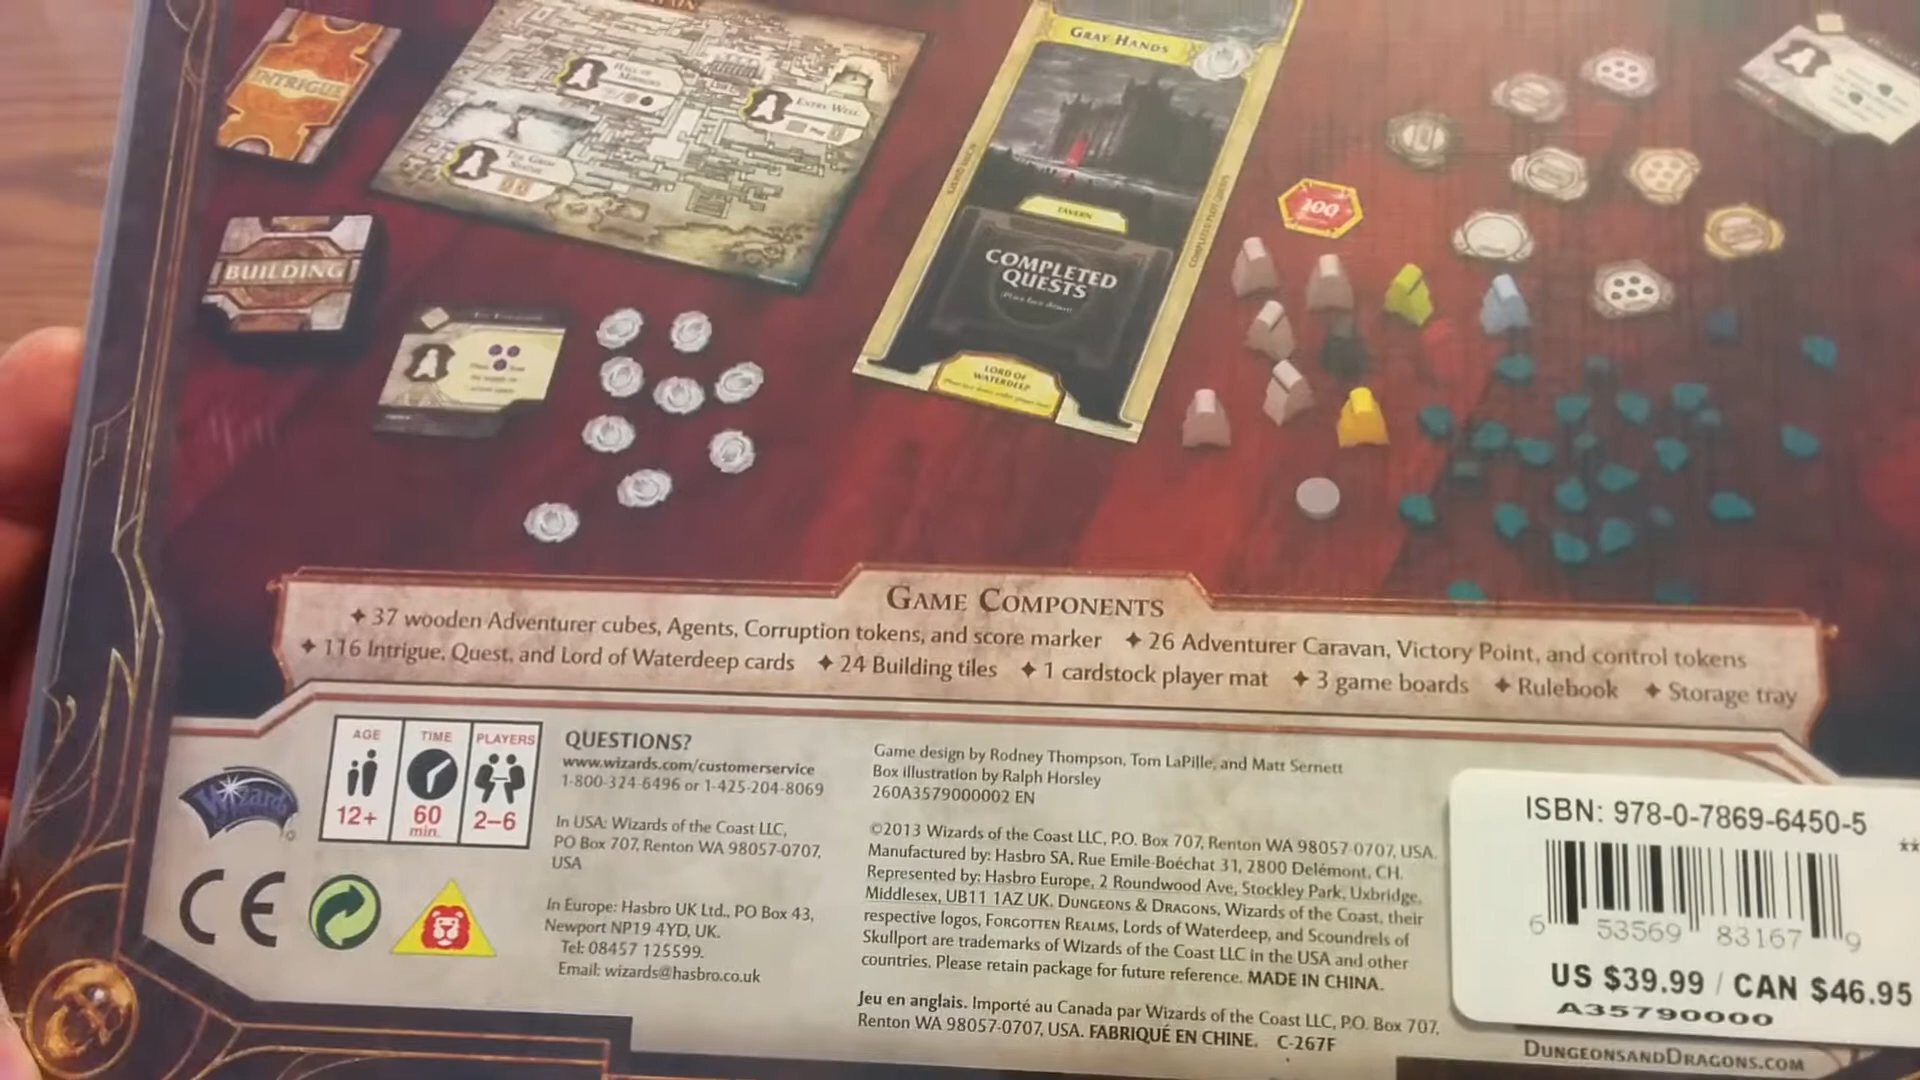 INTRIGUE
HALL OF
MIRRORS
ENTRY WELL
GRAY HANDS
BUILDING
TAVERN
100
COMPLETED
QUESTS
LORD OF
WATERDEEP
GAME COMPONENTS
✦ 37 wooden Adventurer cubes, Agents, Corruption tokens, and score marker ✦ 26 Adventurer Caravan, Victory Point, and control tokens
✦ 116 Intrigue, Quest, and Lord of Waterdeep cards ✦ 24 Building tiles ✦ 1 cardstock player mat ✦ 3 game boards ✦ Rulebook ✦ Storage tray
Wizards
AGE TIME PLAYERS
12+ 60 min. 2–6
QUESTIONS?
www.wizards.com/customerservice
1-800-324-6496 or 1-425-204-8069
In USA: Wizards of the Coast LLC,
PO Box 707, Renton WA 98057-0707,
USA
In Europe: Hasbro UK Ltd., PO Box 43,
Newport NP19 4YD, UK.
Tel: 08457 125599.
Email: wizards@hasbro.co.uk
CE
Game design by Rodney Thompson, Tom LaPille, and Matt Sernett
Box illustration by Ralph Horsley
260A3579000002 EN
©2013 Wizards of the Coast LLC, P.O. Box 707, Renton WA 98057-0707, USA.
Manufactured by: Hasbro SA, Rue Emile-Boéchat 31, 2800 Delémont, CH.
Represented by: Hasbro Europe, 2 Roundwood Ave, Stockley Park, Uxbridge,
Middlesex, UB11 1AZ UK. DUNGEONS & DRAGONS, Wizards of the Coast, their
respective logos, FORGOTTEN REALMS, Lords of Waterdeep, and Scoundrels of
Skullport are trademarks of Wizards of the Coast LLC in the USA and other
countries. Please retain package for future reference. MADE IN CHINA.
Jeu en anglais. Importé au Canada par Wizards of the Coast LLC, P.O. Box 707,
Renton WA 98057-0707, USA. FABRIQUÉ EN CHINE. C-267F
ISBN: 978-0-7869-6450-5
**
6 53569 83167 9
US $39.99 / CAN $46.95
A35790000
DUNGEONSANDDRAGONS.COM